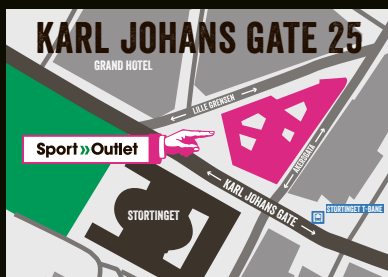 KARL JOHANS GATE 25
GRAND HOTEL
LILLE GRENSEN
Sport»Outlet
AKERSGATA
KARL JOHANS GATE
STORTINGET
STORTINGET T-BANE